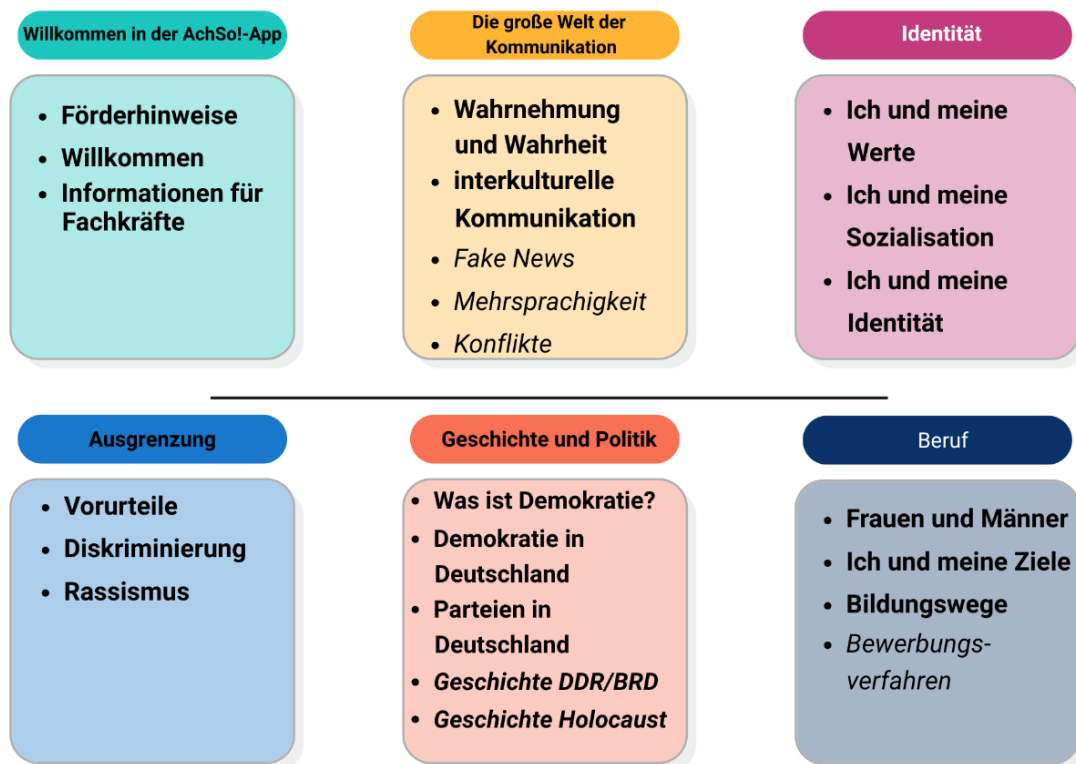 Willkommen in der AchSo!-App
• Förderhinweise
• Willkommen
• Informationen für
Fachkräfte
Die große Welt der
Kommunikation
• Wahrnehmung
und Wahrheit
• interkulturelle
Kommunikation
• Fake News
• Mehrsprachigkeit
• Konflikte
Identität
• Ich und meine
Werte
• Ich und meine
Sozialisation
• Ich und meine
Identität
Ausgrenzung
• Vorurteile
• Diskriminierung
• Rassismus
Geschichte und Politik
• Was ist Demokratie?
• Demokratie in
Deutschland
• Parteien in
Deutschland
• Geschichte DDR/BRD
• Geschichte Holocaust
Beruf
• Frauen und Männer
• Ich und meine Ziele
• Bildungswege
• Bewerbungs-
verfahren